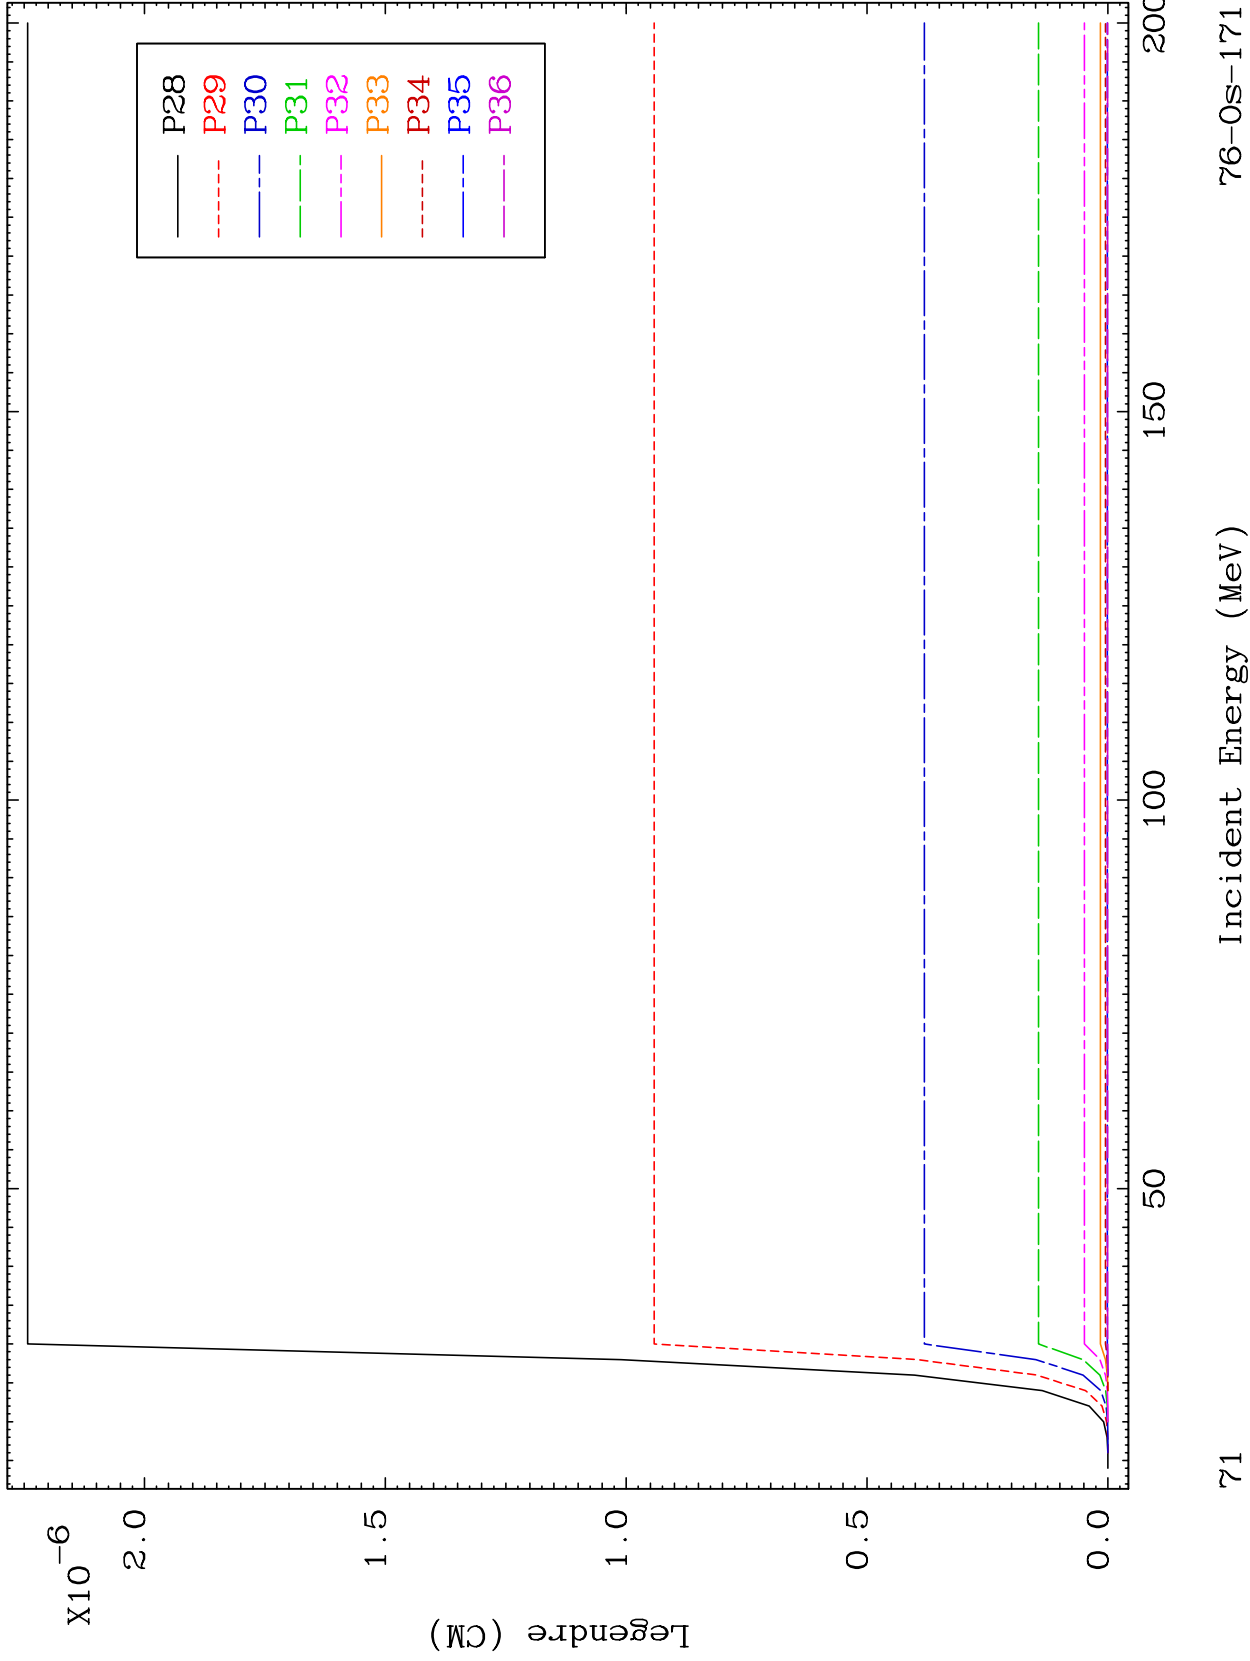 X10-6
2.0
1.5
1.0
0.5
0.0
Legendre (CM)
P28
P29
P30
P31
P32
P33
P34
P35
P36
50
100
150
200
Incident Energy (MeV)
71
76-Os-171